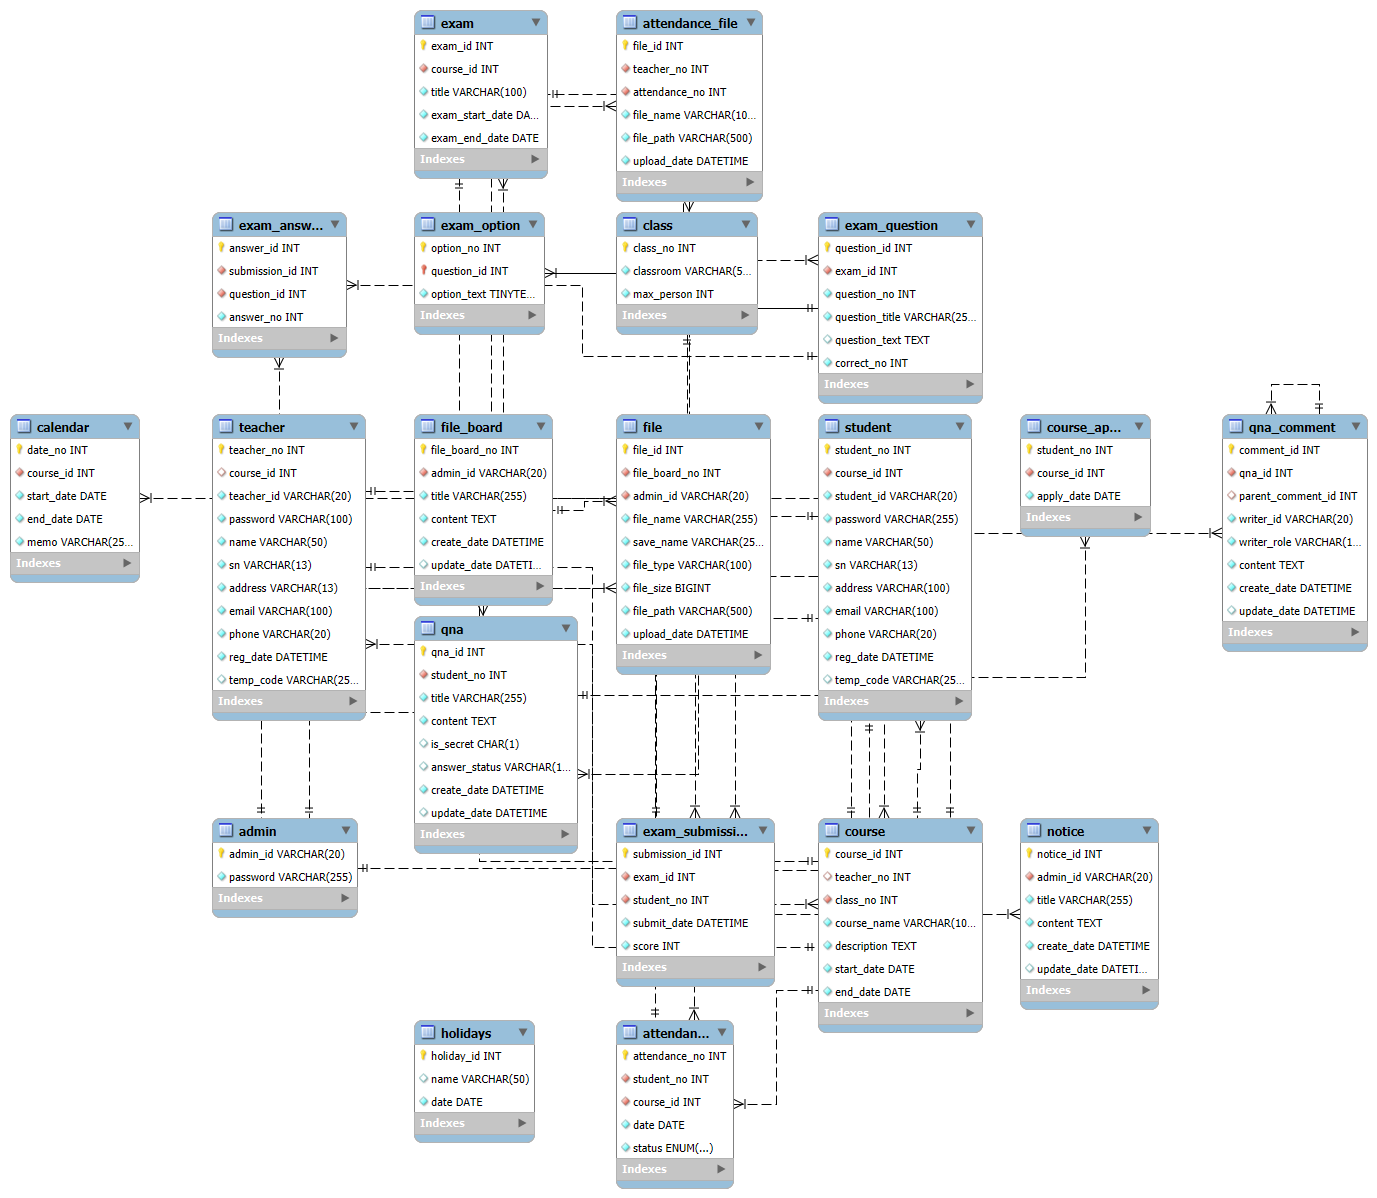 exam
exam_id INT
course_id INT
title VARCHAR(100)
exam_start_date DA...
exam_end_date DATE
Indexes
attendance_file
file_id INT
teacher_no INT
attendance_no INT
file_name VARCHAR(10...
file_path VARCHAR(500)
upload_date DATETIME
Indexes
exam_answ...
answer_id INT
submission_id INT
question_id INT
answer_no INT
Indexes
exam_option
option_no INT
question_id INT
option_text TINYTE...
Indexes
class
class_no INT
classroom VARCHAR(5...
max_person INT
Indexes
exam_question
question_id INT
exam_id INT
question_no INT
question_title VARCHAR(25...
question_text TEXT
correct_no INT
Indexes
calendar
date_no INT
course_id INT
start_date DATE
end_date DATE
memo VARCHAR(25...
Indexes
teacher
teacher_no INT
course_id INT
teacher_id VARCHAR(20)
password VARCHAR(100)
name VARCHAR(50)
sn VARCHAR(13)
address VARCHAR(13)
email VARCHAR(100)
phone VARCHAR(20)
reg_date DATETIME
temp_code VARCHAR(25...
Indexes
file_board
file_board_no INT
admin_id VARCHAR(20)
title VARCHAR(255)
content TEXT
create_date DATETIME
update_date DATETI...
Indexes
file
file_id INT
file_board_no INT
admin_id VARCHAR(20)
file_name VARCHAR(255)
save_name VARCHAR(25...
file_type VARCHAR(100)
file_size BIGINT
file_path VARCHAR(500)
upload_date DATETIME
Indexes
student
student_no INT
course_id INT
student_id VARCHAR(20)
password VARCHAR(255)
name VARCHAR(50)
sn VARCHAR(13)
address VARCHAR(100)
email VARCHAR(100)
phone VARCHAR(20)
reg_date DATETIME
temp_code VARCHAR(25...
Indexes
course_ap...
student_no INT
course_id INT
apply_date DATE
Indexes
qna_comment
comment_id INT
qna_id INT
parent_comment_id INT
writer_id VARCHAR(20)
writer_role VARCHAR(1...
content TEXT
create_date DATETIME
update_date DATETIME
Indexes
qna
qna_id INT
student_no INT
title VARCHAR(255)
content TEXT
is_secret CHAR(1)
answer_status VARCHAR(1...
create_date DATETIME
update_date DATETIME
Indexes
admin
admin_id VARCHAR(20)
password VARCHAR(255)
Indexes
exam_submissi...
submission_id INT
exam_id INT
student_no INT
submit_date DATETIME
score INT
Indexes
course
course_id INT
teacher_no INT
class_no INT
course_name VARCHAR(10...
description TEXT
start_date DATE
end_date DATE
Indexes
notice
notice_id INT
admin_id VARCHAR(20)
title VARCHAR(255)
content TEXT
create_date DATETIME
update_date DATETI...
Indexes
holidays
holiday_id INT
name VARCHAR(50)
date DATE
Indexes
attendan...
attendance_no INT
student_no INT
course_id INT
date DATE
status ENUM(...)
Indexes